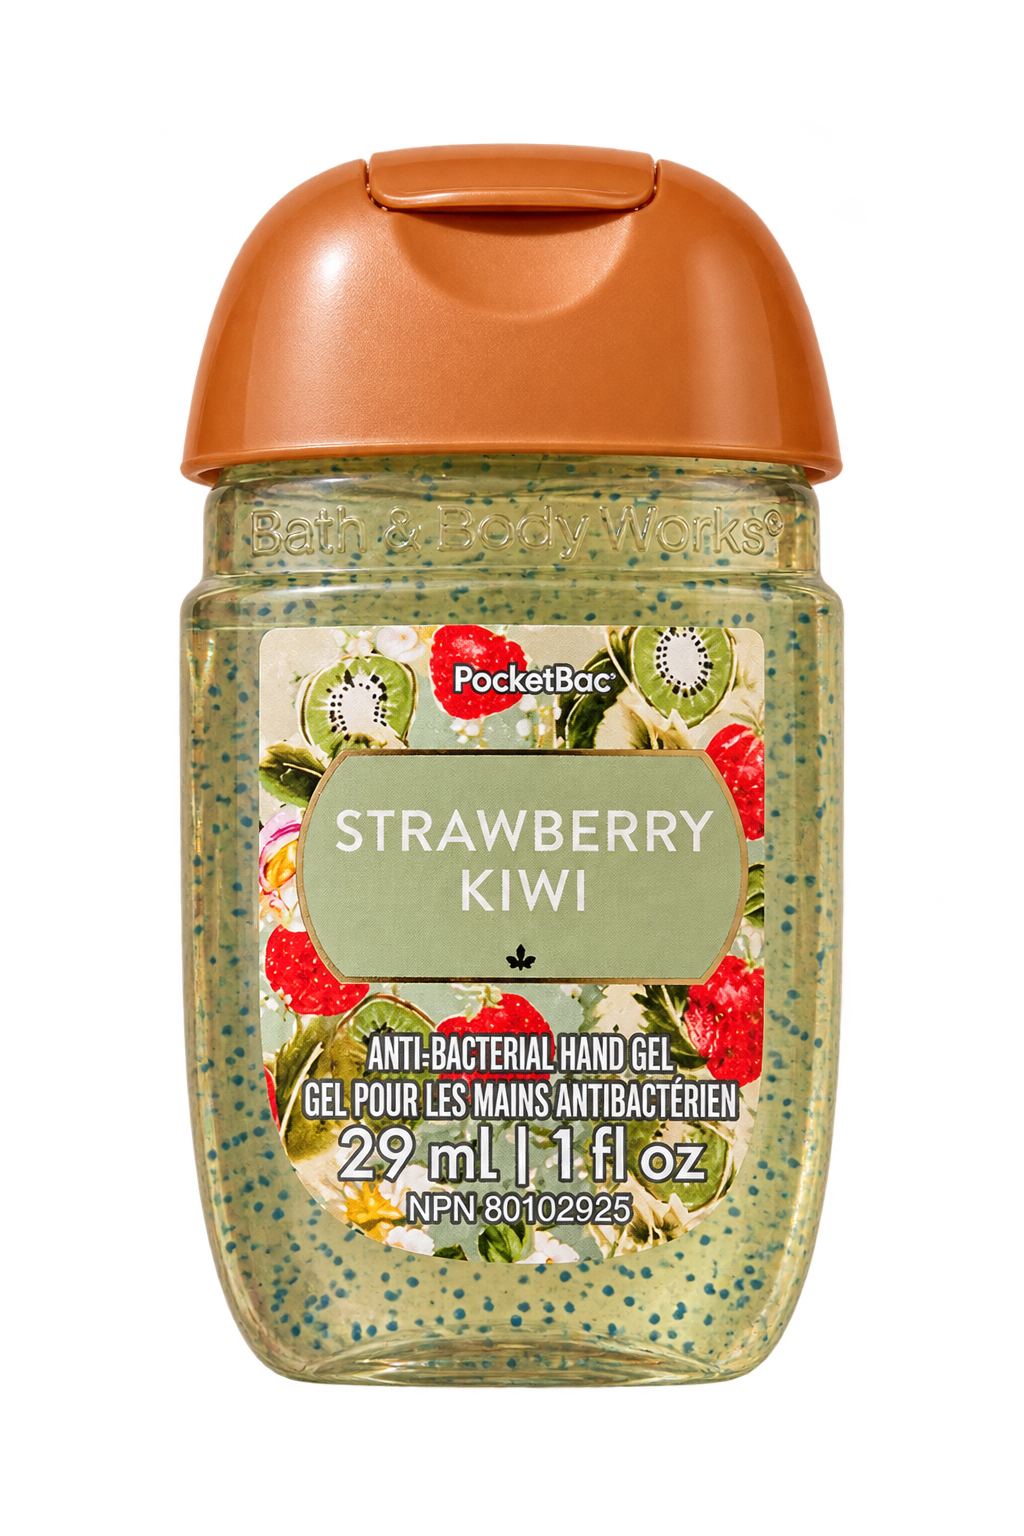 Bath & Body Works®
PocketBac®
STRAWBERRY
KIWI
ANTI-BACTERIAL HAND GEL
GEL POUR LES MAINS ANTIBACTÉRIEN
29 ml | 1 fl oz
NPN 80102925